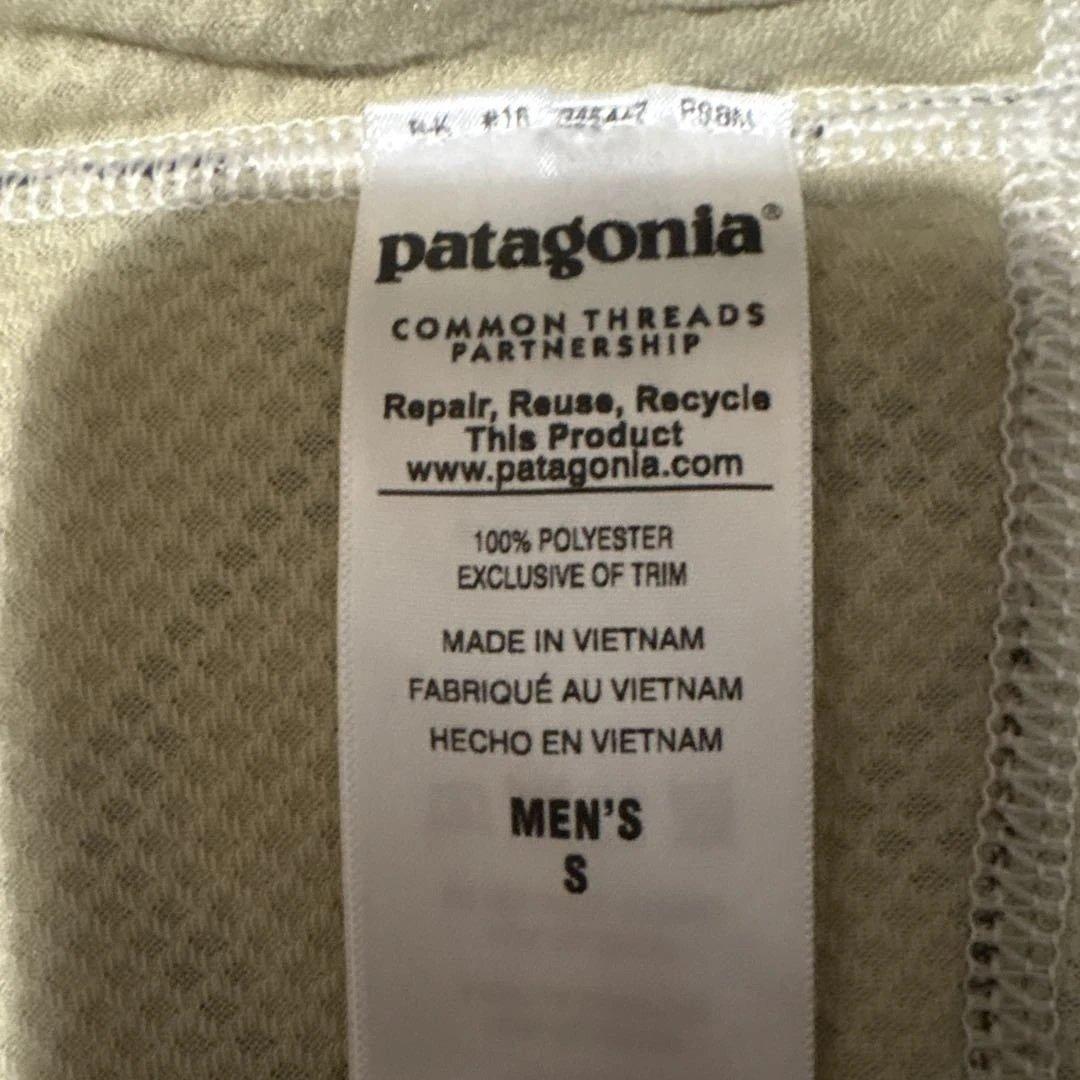 #16
patagonia®
COMMON THREADS
PARTNERSHIP
Repair, Reuse, Recycle
This Product
www.patagonia.com
100% POLYESTER
EXCLUSIVE OF TRIM
MADE IN VIETNAM
FABRIQUÉ AU VIETNAM
HECHO EN VIETNAM
MEN'S
S